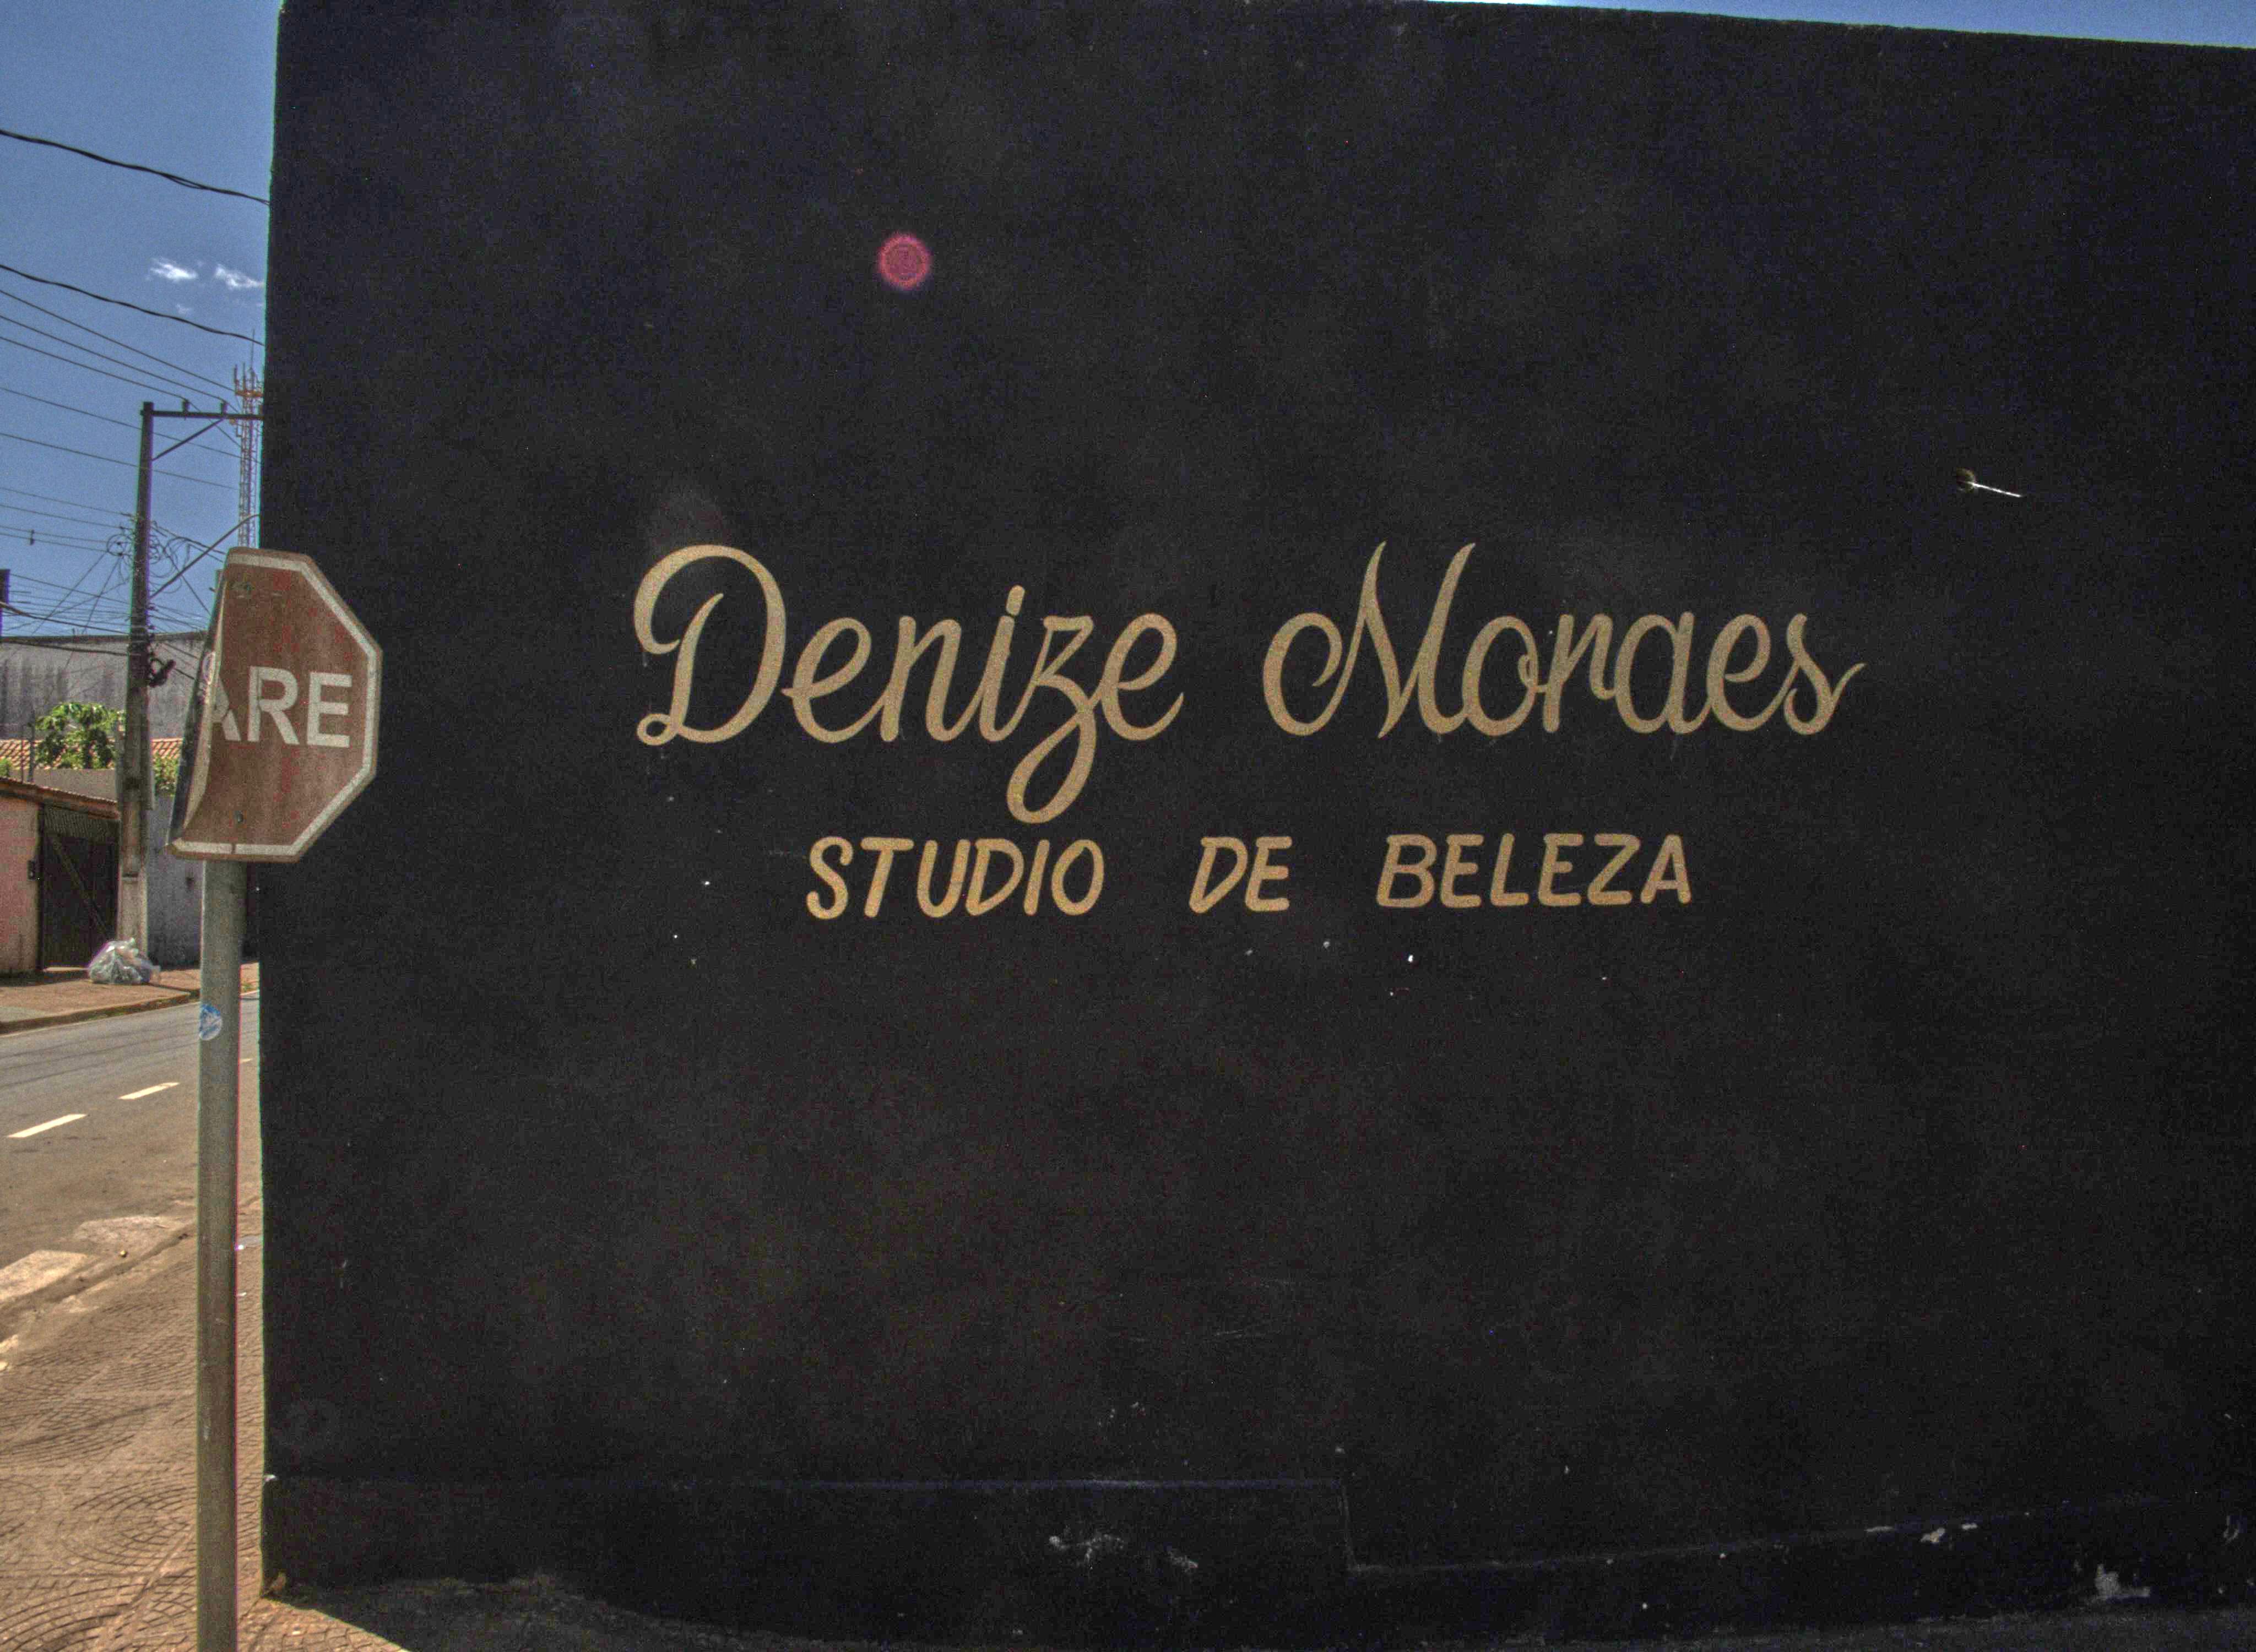 Denize Moraes
STUDIO DE BELEZA
ARE